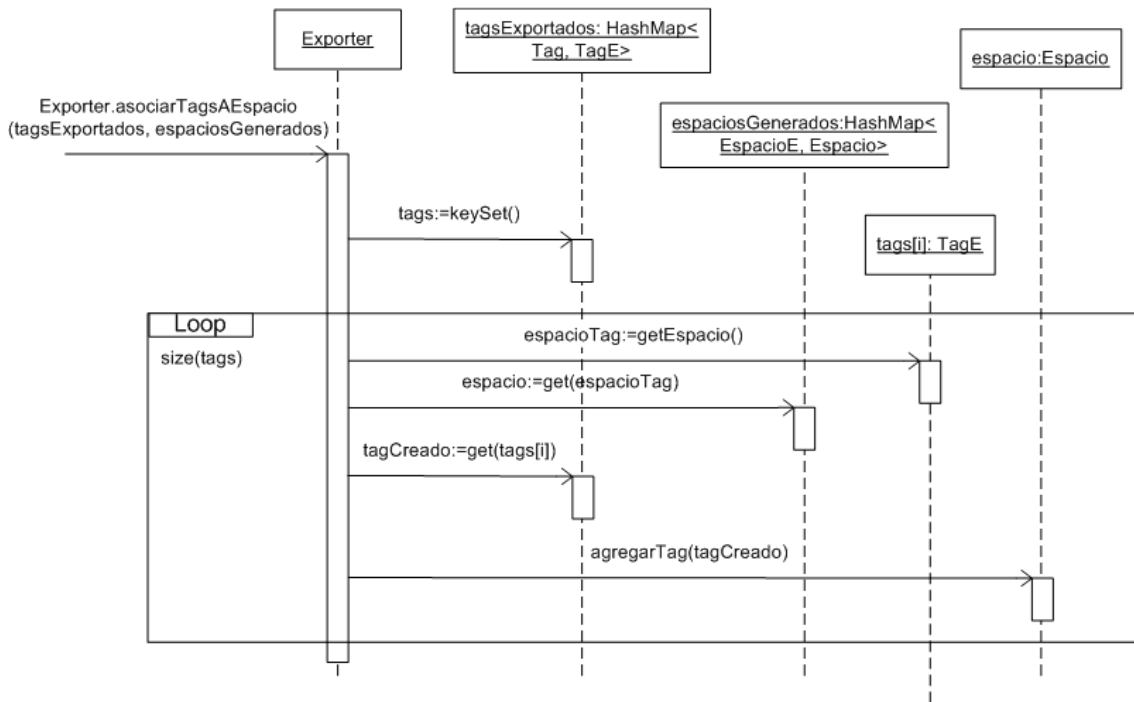 Exporter
tagsExportados: HashMap<
Tag, TagE>
espacio:Espacio
Exporter.asociarTagsAEspacio
(tagsExportados, espaciosGenerados)
espaciosGenerados:HashMap<
EspacioE, Espacio>
tags:=keySet()
tags[i]: TagE
Loop
size(tags)
espacioTag:=getEspacio()
espacio:=get(espacioTag)
tagCreado:=get(tags[i])
agregarTag(tagCreado)